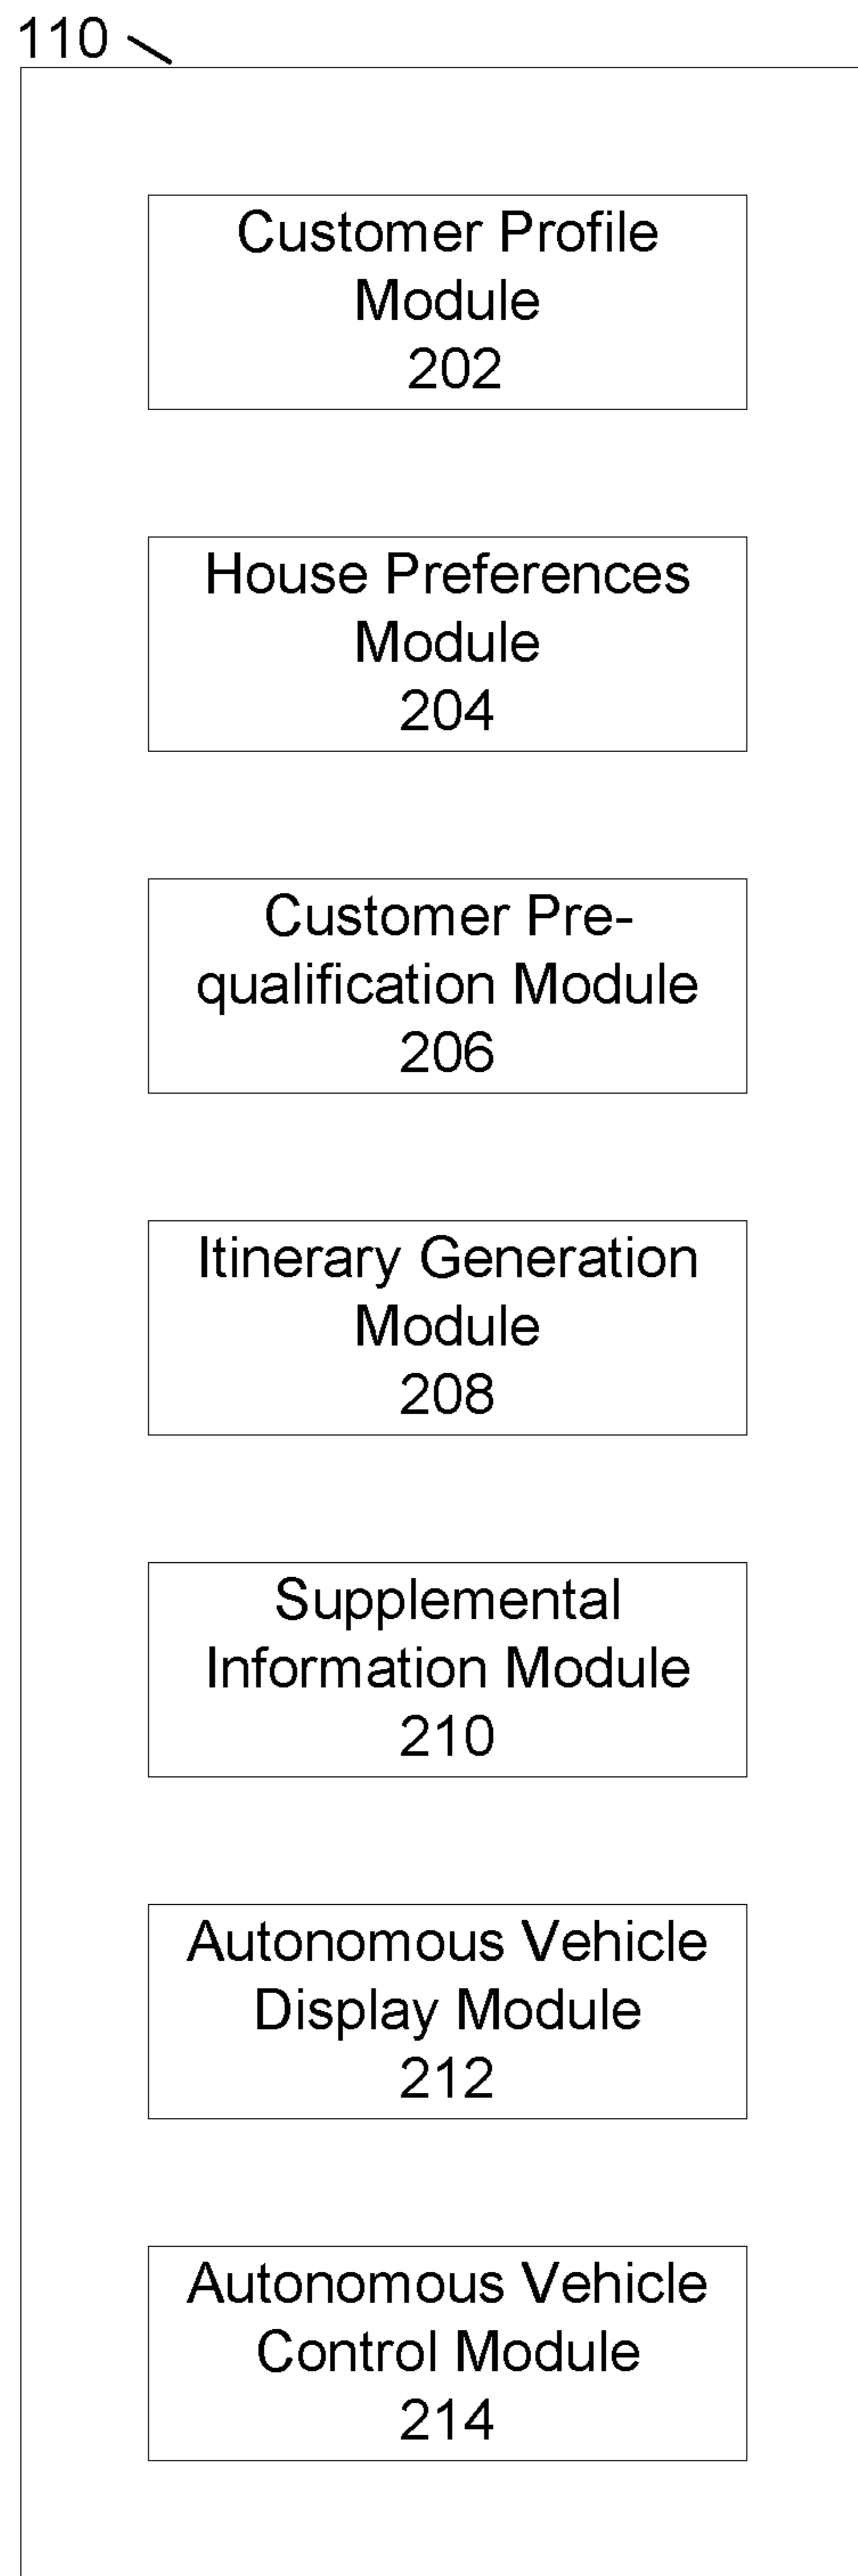 110
Customer Profile
Module
202
House Preferences
Module
204
Customer Pre-
qualification Module
206
Itinerary Generation
Module
208
Supplemental
Information Module
210
Autonomous Vehicle
Display Module
212
Autonomous Vehicle
Control Module
214